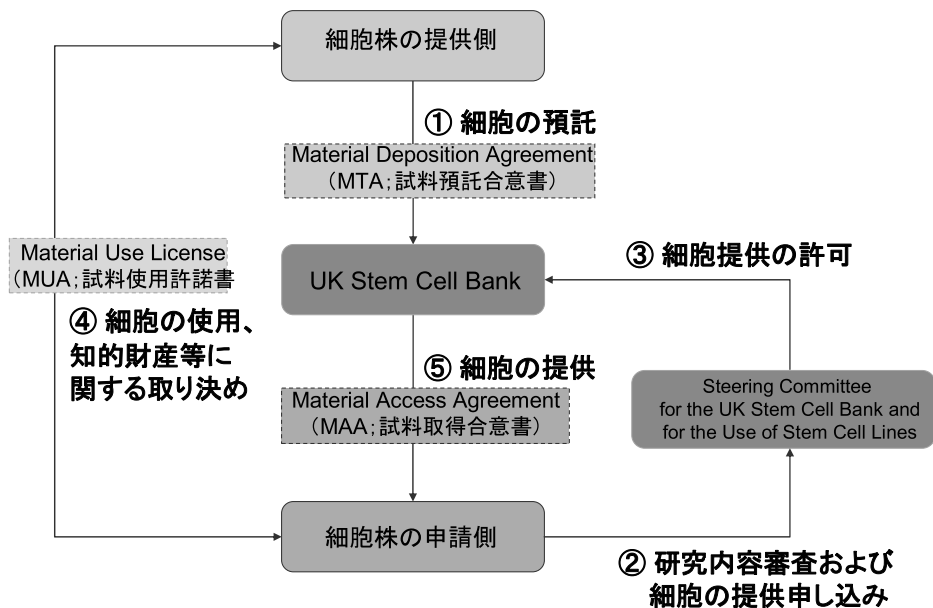 細胞株の提供側
① 細胞の預託
Material Deposition Agreement
（MTA；試料預託合意書）
Material Use License
（MUA；試料使用許諾書
UK Stem Cell Bank
③ 細胞提供の許可
④ 細胞の使用、
知的財産等に
関する取り決め
⑤ 細胞の提供
Material Access Agreement
（MAA；試料取得合意書）
Steering Committee
for the UK Stem Cell Bank and
for the Use of Stem Cell Lines
細胞株の申請側
② 研究内容審査および
細胞の提供申し込み